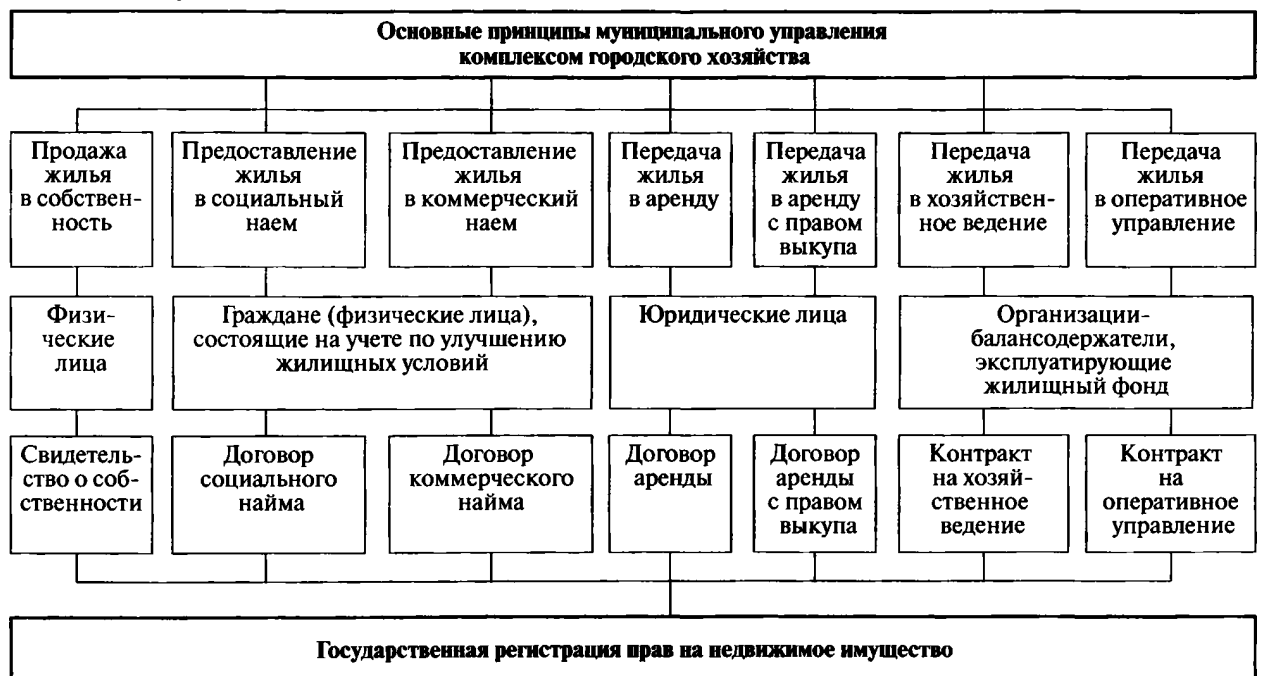 Основные принципы муниципального управления
комплексом городского хозяйства
Продажа
жилья
в собствен-
ность
Предоставление
жилья
в социальный
наем
Предоставление
жилья
в коммерческий
наем
Передача
жилья
в аренду
Передача
жилья
в аренду
с правом
выкупа
Передача
жилья
в хозяйствен-
ное ведение
Передача
жилья
в оперативное
управление
Физи-
ческие
лица
Граждане (физические лица),
состоящие на учете по улучшению
жилищных условий
Юридические лица
Организации-
балансодержатели,
эксплуатирующие
жилищный фонд
Свидетель-
ство о соб-
ственности
Договор
социального
найма
Договор
коммерческого
найма
Договор
аренды
Договор
аренды
с правом
выкупа
Контракт
на хозяй-
ственное
ведение
Контракт
на
оперативное
управление
Государственная регистрация прав на недвижимое имущество